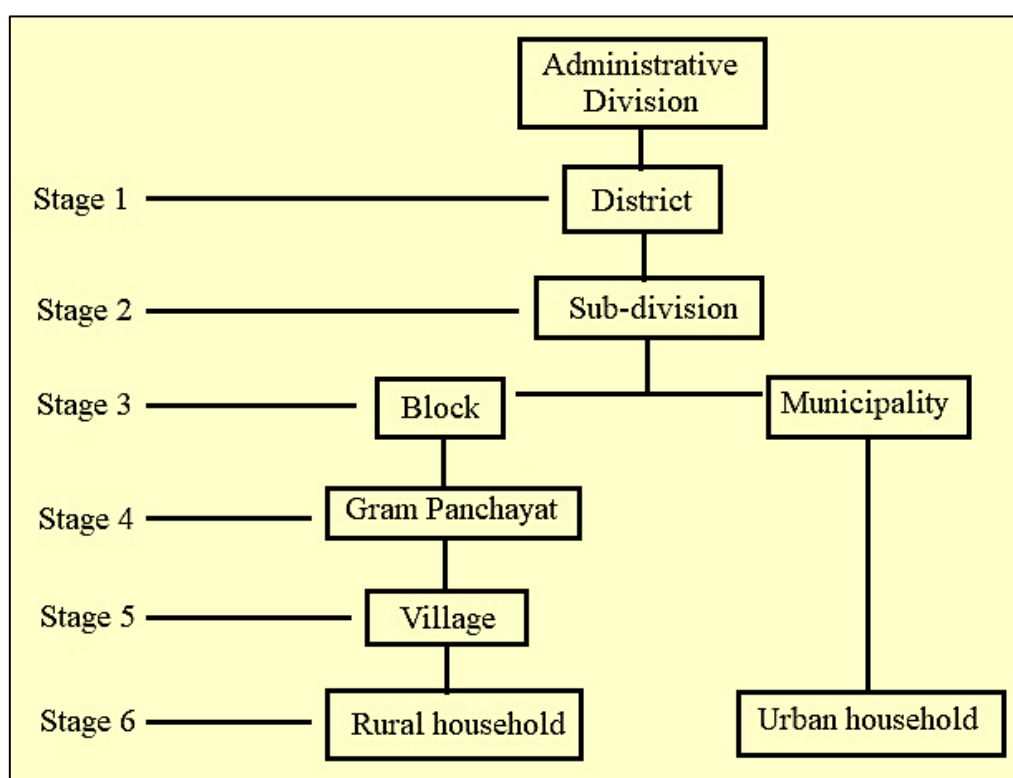 Administrative
Division
Stage 1
District
Stage 2
Sub-division
Stage 3
Block
Municipality
Stage 4
Gram Panchayat
Stage 5
Village
Stage 6
Rural household
Urban household